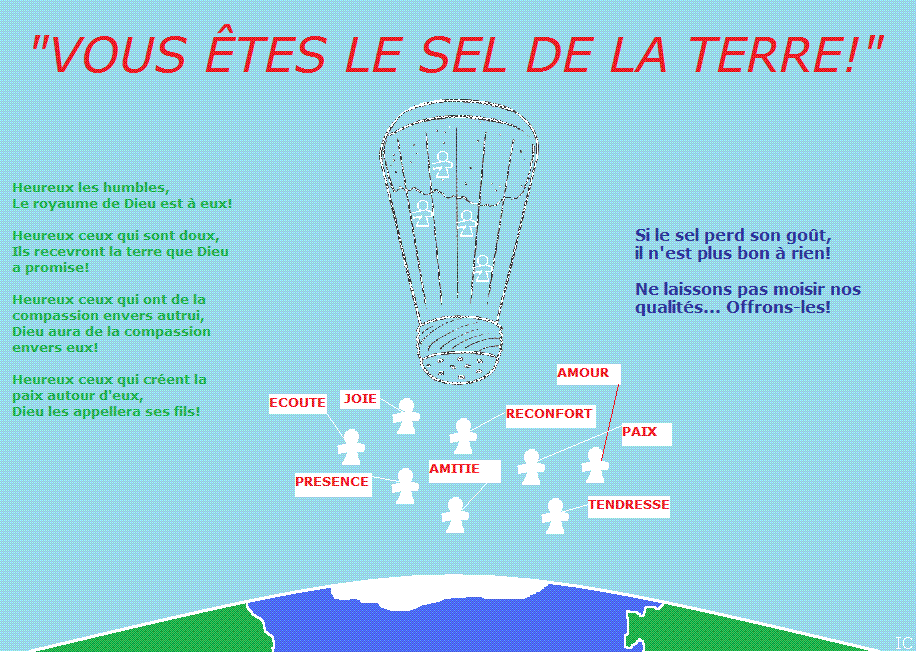 "VOUS ÊTES LE SEL DE LA TERRE!"
Heureux les humbles,
Le royaume de Dieu est à eux!
Heureux ceux qui sont doux,
Ils recevront la terre que Dieu
a promise!
Heureux ceux qui ont de la
compassion envers autrui,
Dieu aura de la compassion
envers eux!
Heureux ceux qui créent la
paix autour d'eux,
Dieu les appellera ses fils!
Si le sel perd son goût,
il n'est plus bon à rien!
Ne laissons pas moisir nos
qualités... Offrons-les!
AMOUR
ECOUTE
JOIE
RECONFORT
PAIX
PRESENCE
AMITIE
TENDRESSE
IC